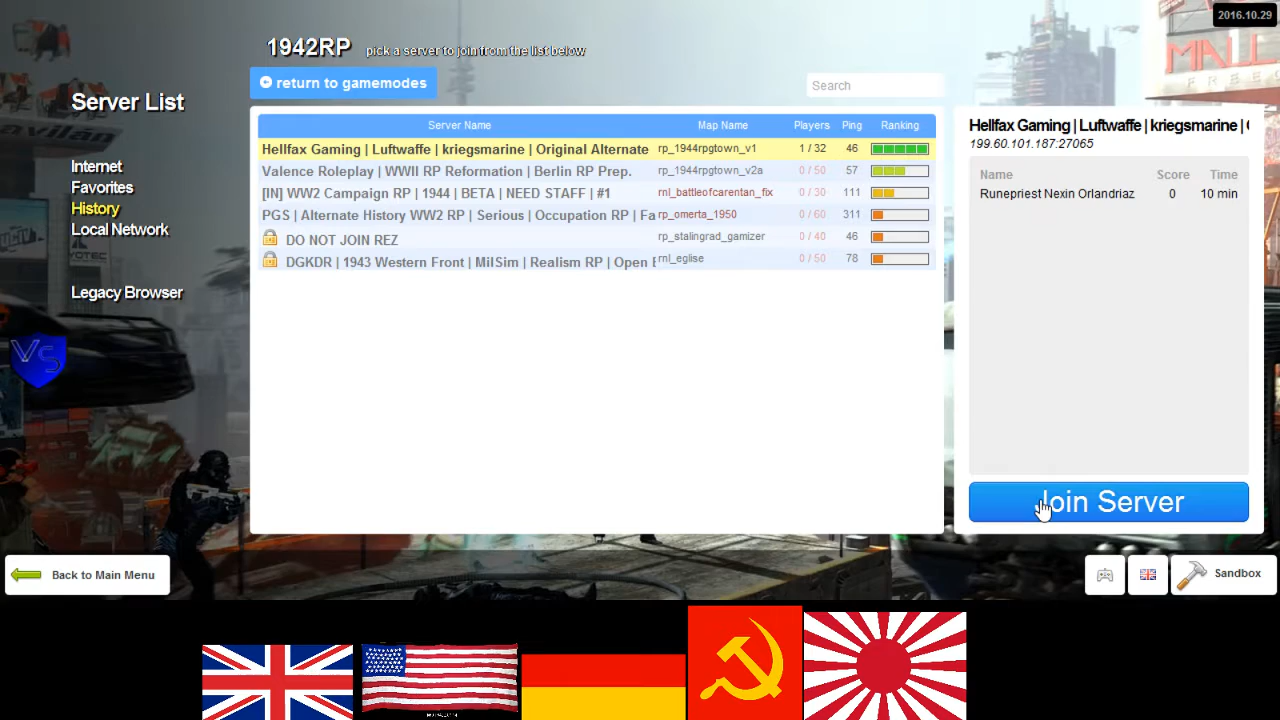 2016.10.29
1942RP pick a server to join from the list below
return to gamemodes
Search
MALL
FREE
avilán
Server List
Internet
Favorites
History
Local Network
Legacy Browser
VS
Server Name Map Name Players Ping Ranking
Hellfax Gaming | Luftwaffe | kriegsmarine | Original Alternate rp_1944rpgtown_v1 1 / 32 46
Valence Roleplay | WWII RP Reformation | Berlin RP Prep. rp_1944rpgtown_v2a 0 / 50 57
[IN] WW2 Campaign RP | 1944 | BETA | NEED STAFF | #1 rnl_battleofcarentan_fix 0 / 30 111
PGS | Alternate History WW2 RP | Serious | Occupation RP | Fa rp_omerta_1950 0 / 60 311
DO NOT JOIN REZ rp_stalingrad_gamizer 0 / 40 46
DGKDR | 1943 Western Front | MilSim | Realism RP | Open E rnl_eglise 0 / 50 78
Hellfax Gaming | Luftwaffe | kriegsmarine |
199.60.101.187:27065
Name Score Time
Runepriest Nexin Orlandriaz 0 10 min
Join Server
Back to Main Menu
Sandbox